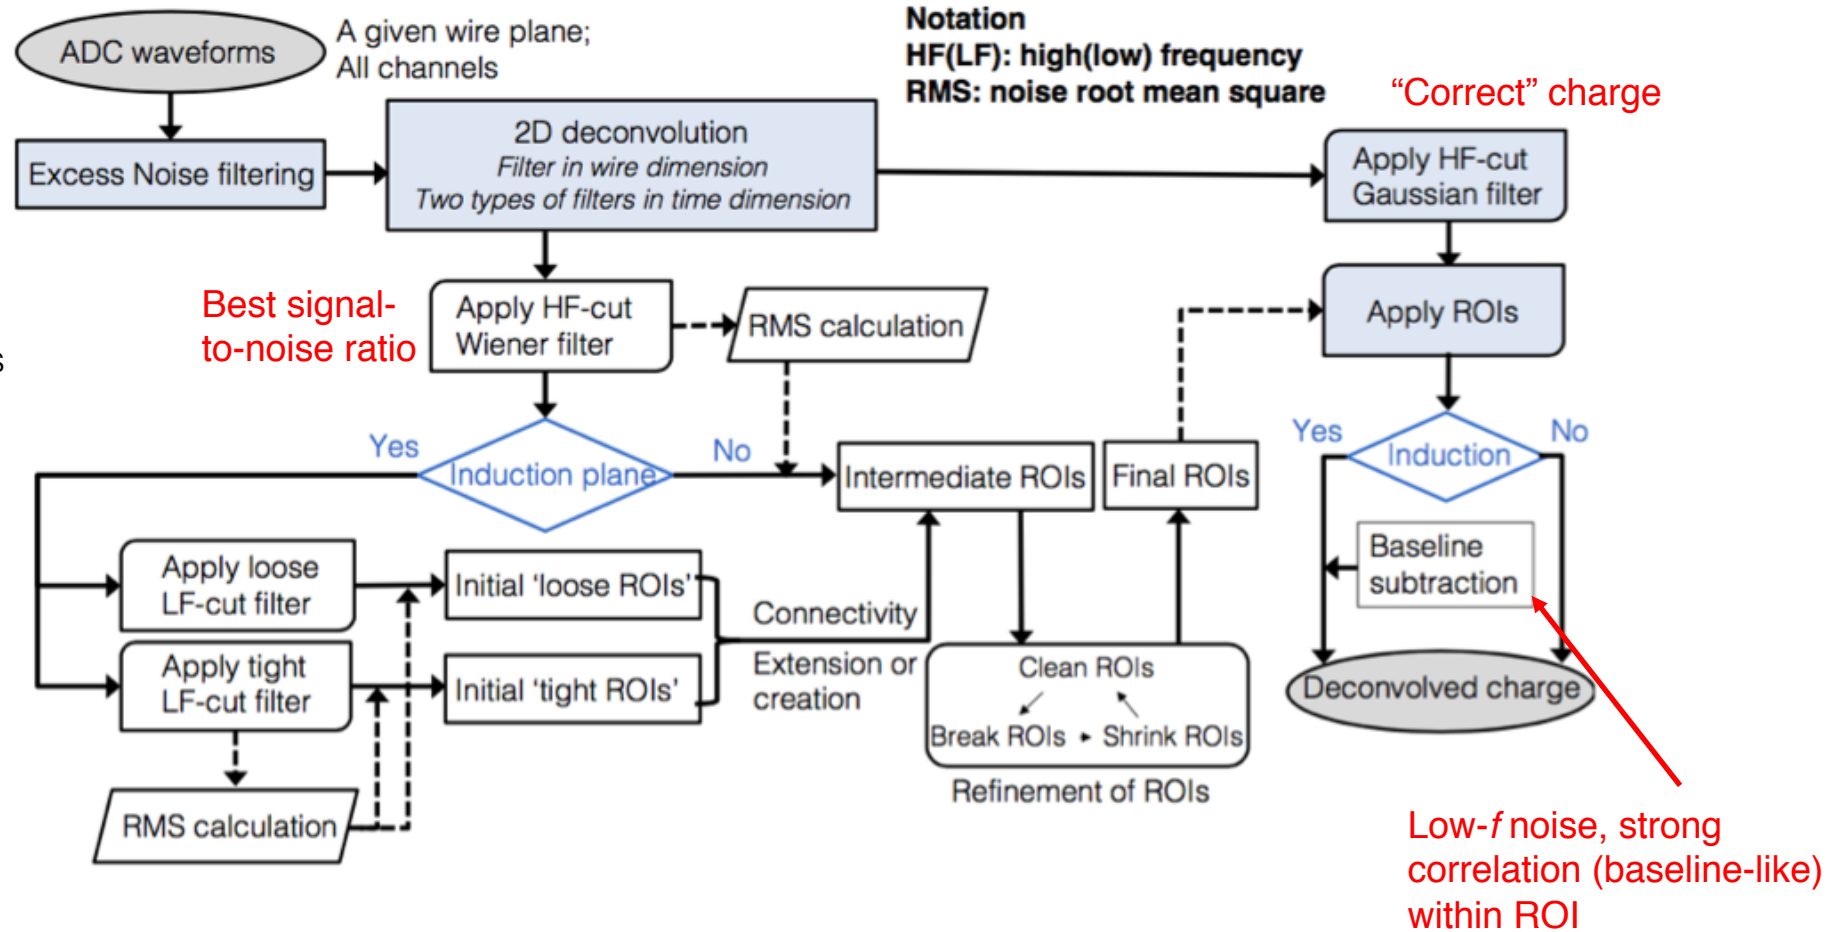 Notation
HF(LF): high(low) frequency
RMS: noise root mean square
ADC waveforms
A given wire plane;
All channels
“Correct” charge
Excess Noise filtering
2D deconvolution
Filter in wire dimension
Two types of filters in time dimension
Apply HF-cut
Gaussian filter
Best signal-
to-noise ratio
Apply HF-cut
Wiener filter
RMS calculation
Apply ROIs
s
Yes
Induction plane
No
Intermediate ROIs
Final ROIs
Yes
Induction
No
Apply loose
LF-cut filter
Initial ‘loose ROIs’
Baseline
subtraction
Connectivity
Extension or
creation
Apply tight
LF-cut filter
Initial ‘tight ROIs’
Clean ROIs
Break ROIs
Shrink ROIs
Refinement of ROIs
Deconvolved charge
RMS calculation
Low-f noise, strong
correlation (baseline-like)
within ROI